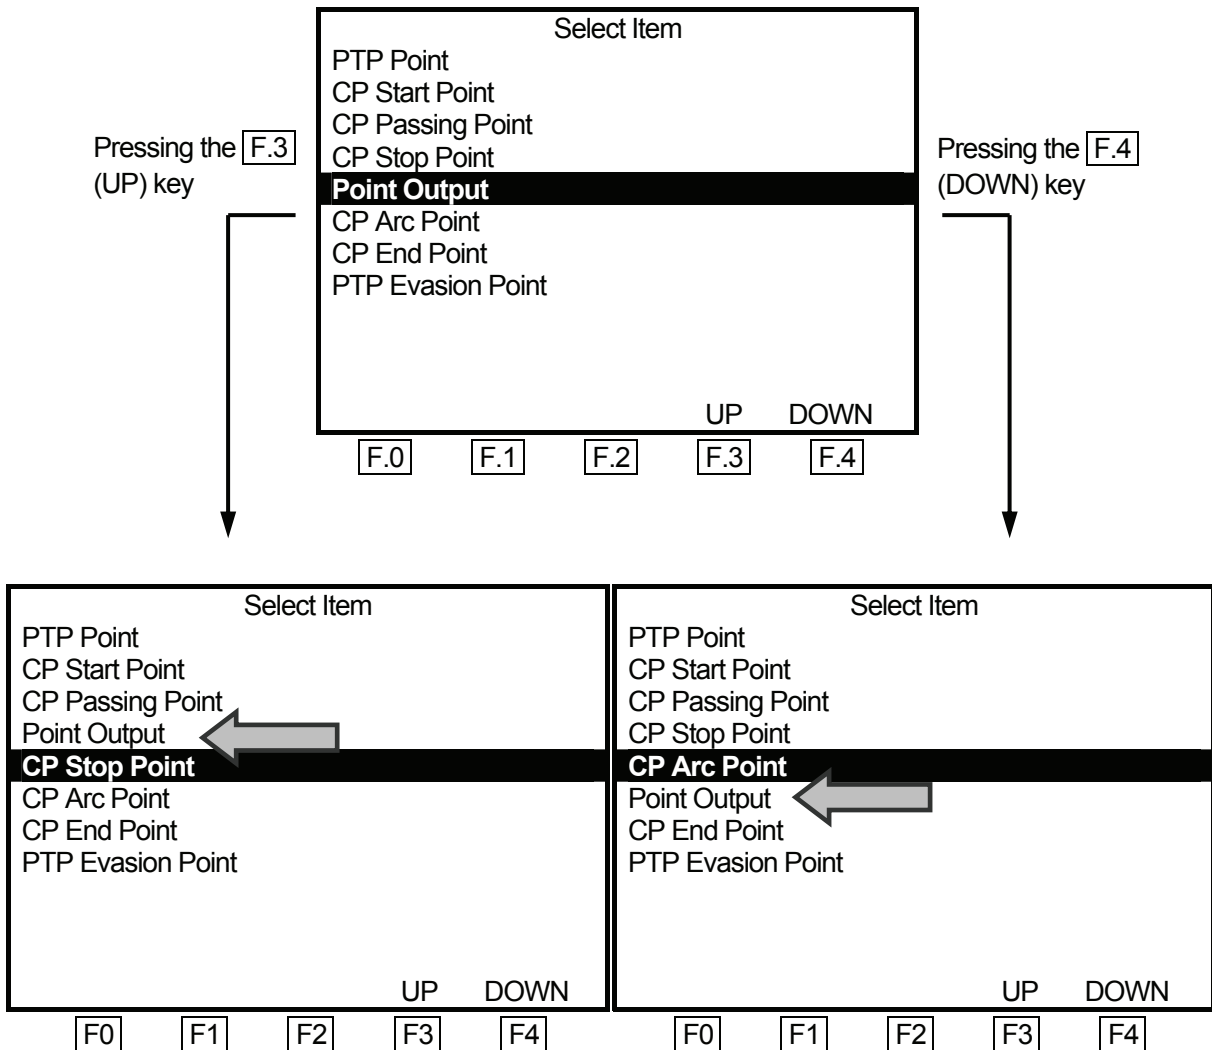 Select Item
PTP Point
CP Start Point
CP Passing Point
CP Stop Point
Point Output
CP Arc Point
CP End Point
PTP Evasion Point
UP DOWN
F.0 F.1 F.2 F.3 F.4
Pressing the F.3
(UP) key
Pressing the F.4
(DOWN) key
Select Item
PTP Point
CP Start Point
CP Passing Point
Point Output
CP Stop Point
CP Arc Point
CP End Point
PTP Evasion Point
UP DOWN
F0 F1 F2 F3 F4
Select Item
PTP Point
CP Start Point
CP Passing Point
CP Stop Point
CP Arc Point
Point Output
CP End Point
PTP Evasion Point
UP DOWN
F0 F1 F2 F3 F4